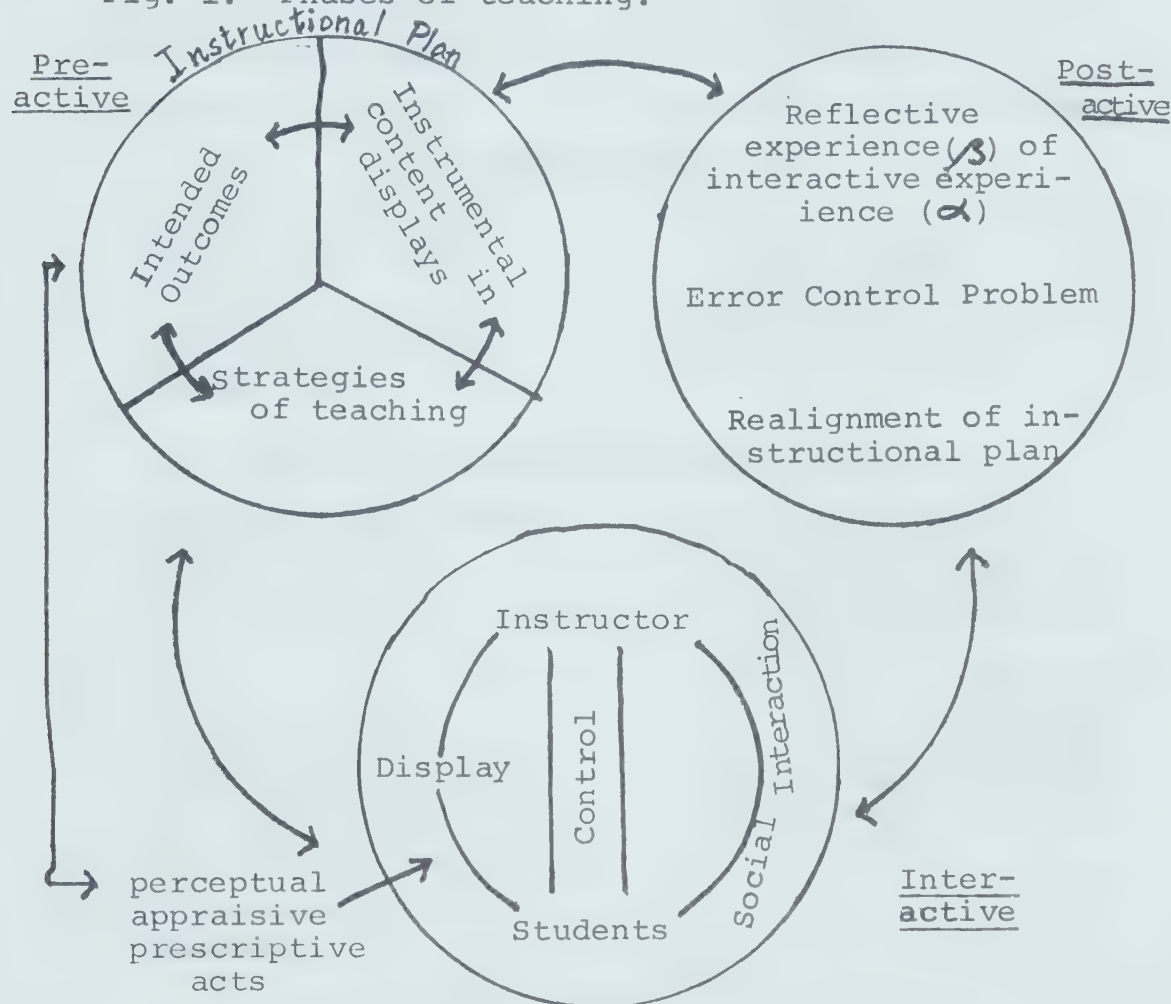 Fig. 1. Phases of teaching.
Instructional Plan
Pre-
active
Intended
Outcomes
Instrumental in
content
displays
Strategies
of teaching
Post-
active
Reflective
experience(β) of
interactive experi-
ience (α)
Error Control Problem
Realignment of in-
structional plan
Instructor
Display
Control
Social Interaction
Students
perceptual
appraisive
prescriptive
acts
Inter-
active